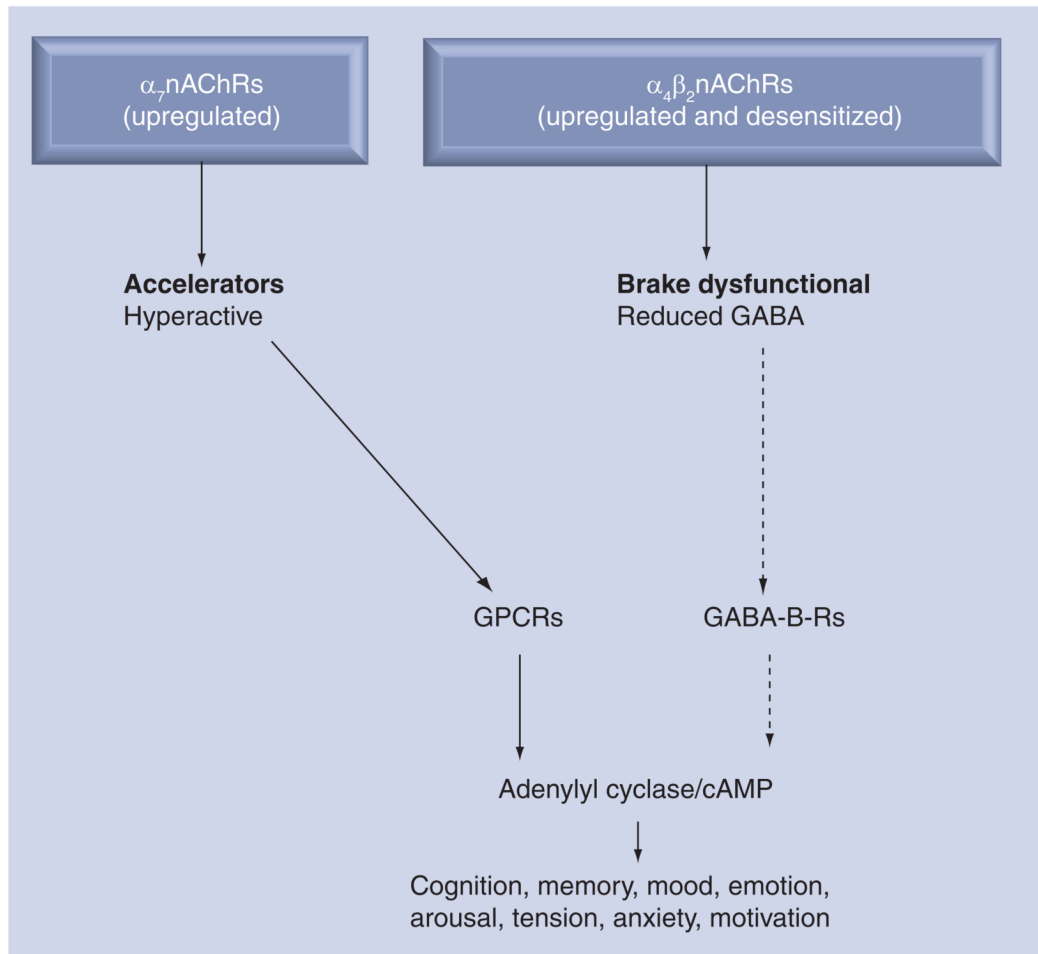 α₇nAChRs
(upregulated)
α₄β₂nAChRs
(upregulated and desensitized)
Accelerators
Hyperactive
Brake dysfunctional
Reduced GABA
GPCRs
GABA-B-Rs
Adenylyl cyclase/cAMP
Cognition, memory, mood, emotion,
arousal, tension, anxiety, motivation